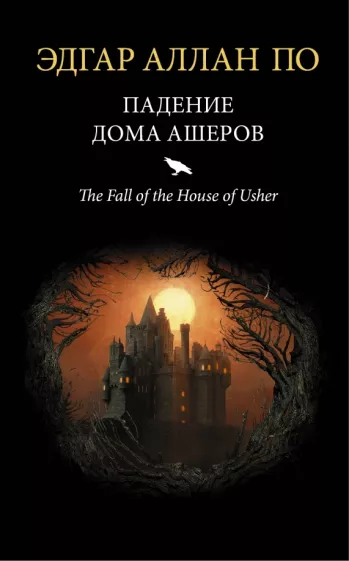 ЭДГАР АЛЛАН ПО
ПАДЕНИЕ
ДОМА АШЕРОВ
The Fall of the House of Usher